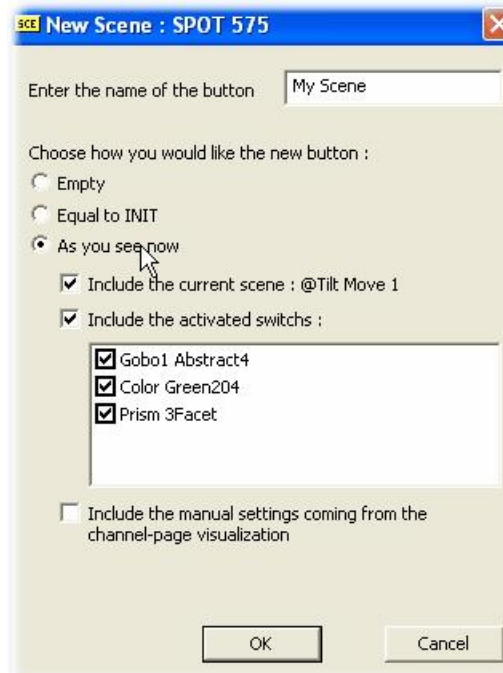 SCE New Scene : SPOT 575
Enter the name of the button My Scene
Choose how you would like the new button :
Empty
Equal to INIT
As you see now
Include the current scene : @Tilt Move 1
Include the activated switchs :
Gobo1 Abstract4
Color Green204
Prism 3Facet
Include the manual settings coming from the
channel-page visualization
OK Cancel